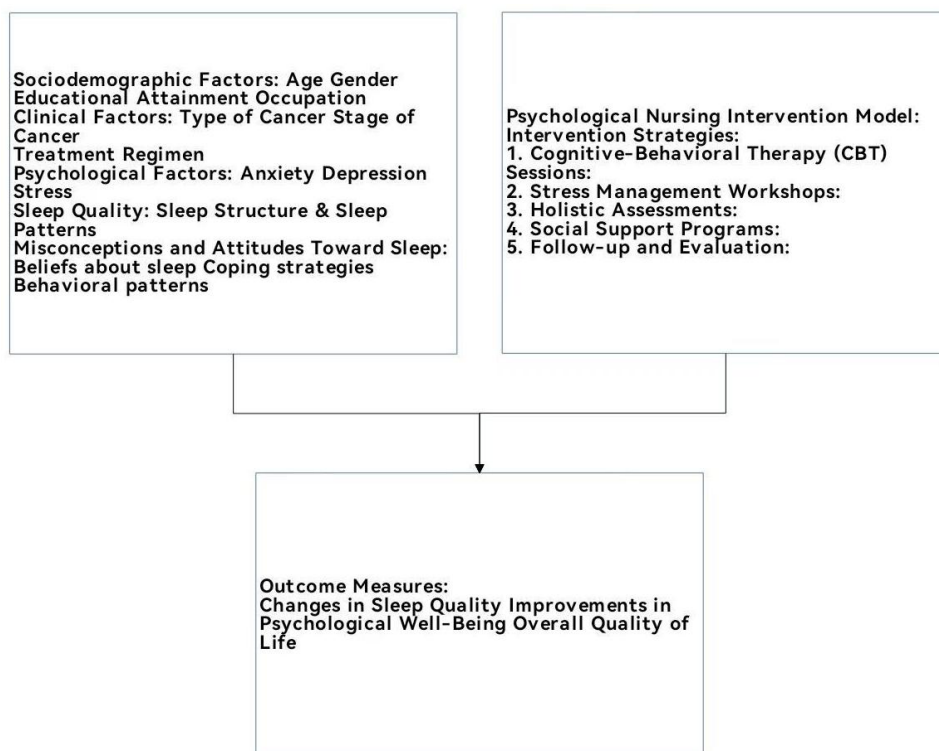 Sociodemographic Factors: Age Gender
Educational Attainment Occupation
Clinical Factors: Type of Cancer Stage of
Cancer
Treatment Regimen
Psychological Factors: Anxiety Depression
Stress
Sleep Quality: Sleep Structure & Sleep
Patterns
Misconceptions and Attitudes Toward Sleep:
Beliefs about sleep Coping strategies
Behavioral patterns
Psychological Nursing Intervention Model:
Intervention Strategies:
1. Cognitive-Behavioral Therapy (CBT)
Sessions:
2. Stress Management Workshops:
3. Holistic Assessments:
4. Social Support Programs:
5. Follow-up and Evaluation:
Outcome Measures:
Changes in Sleep Quality Improvements in
Psychological Well-Being Overall Quality of
Life